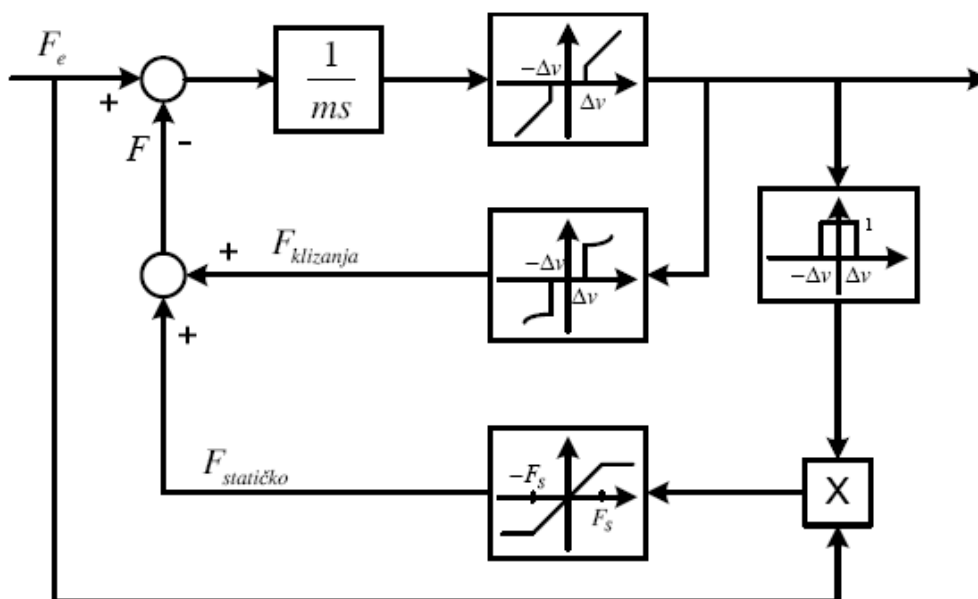 F_e
+
-
F
1
ms
-Δv
Δv
+
F_klizanja
-Δv
Δv
1
-Δv Δv
+
F_statičko
-F_s
F_s
X